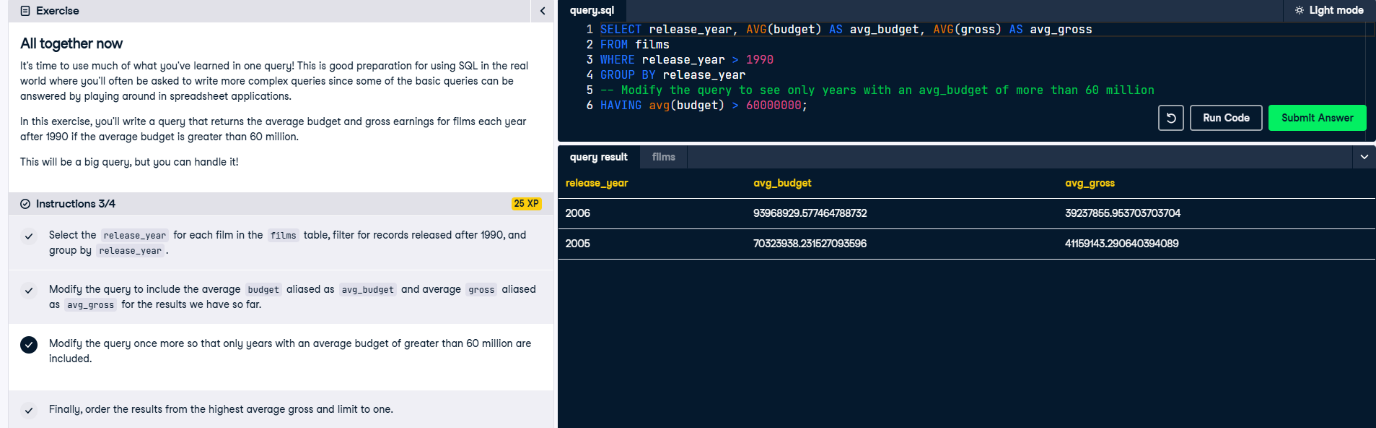 Exercise
All together now
It's time to use much of what you've learned in one query! This is good preparation for using SQL in the real
world where you'll often be asked to write more complex queries since some of the basic queries can be
answered by playing around in spreadsheet applications.
In this exercise, you'll write a query that returns the average budget and gross earnings for films each year
after 1990 if the average budget is greater than 60 million.
This will be a big query, but you can handle it!
Instructions 3/4
25 XP
Select the release_year for each film in the films table, filter for records released after 1990, and
group by release_year.
Modify the query to include the average budget aliased as avg_budget and average gross aliased
as avg_gross for the results we have so far.
Modify the query once more so that only years with an average budget of greater than 60 million are
included.
Finally, order the results from the highest average gross and limit to one.
query.sql
Light mode
1 SELECT release_year, AVG(budget) AS avg_budget, AVG(gross) AS avg_gross
2 FROM films
3 WHERE release_year > 1990
4 GROUP BY release_year
5 -- Modify the query to see only years with an avg_budget of more than 60 million
6 HAVING avg(budget) > 60000000;
Run Code
Submit Answer
query result
films
release_year avg_budget avg_gross
2006 93968929.577464788732 39237855.953703703704
2005 70323938.231527093596 41159143.290640394089